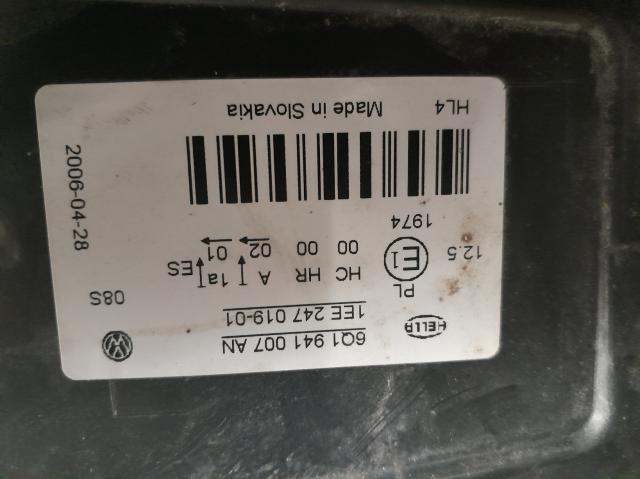 HELLA
6Q1 941 007 AN
1EE 247 019-01
08S
PL
HC HR A 1a ES
E1
00 00 02 01
12.5
1974
2006-04-28
HL4
Made in Slovakia